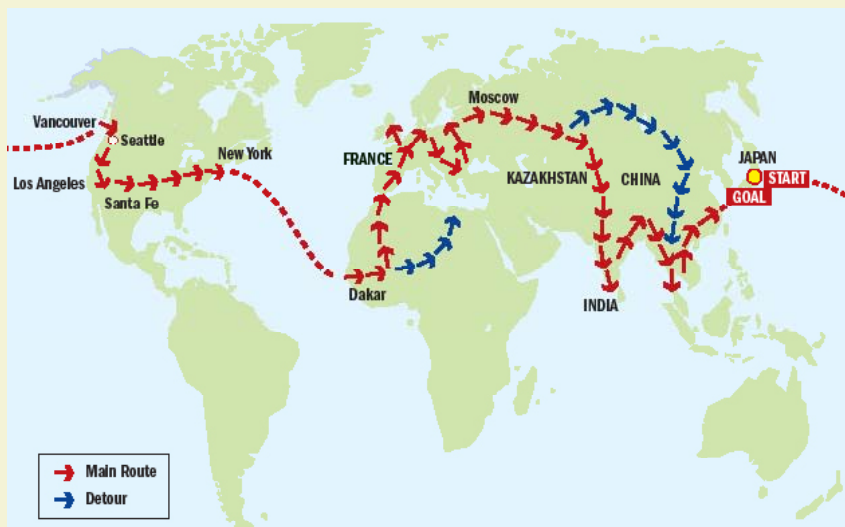 Vancouver
Seattle
Los Angeles
Santa Fe
New York
Dakar
FRANCE
Moscow
KAZAKHSTAN
CHINA
INDIA
JAPAN
START
GOAL
Main Route
Detour